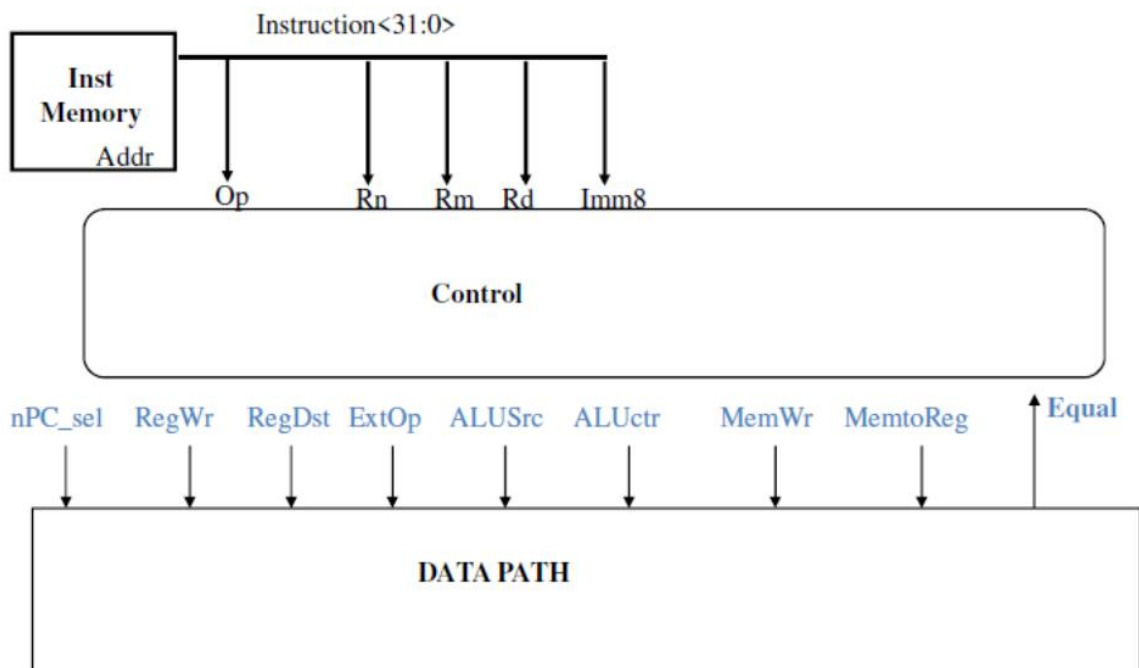 Instruction<31:0>
Inst
Memory
Addr
Op Rn Rm Rd Imm8
Control
nPC_sel RegWr RegDst ExtOp ALUSrc ALUctr MemWr MemtoReg Equal
DATA PATH